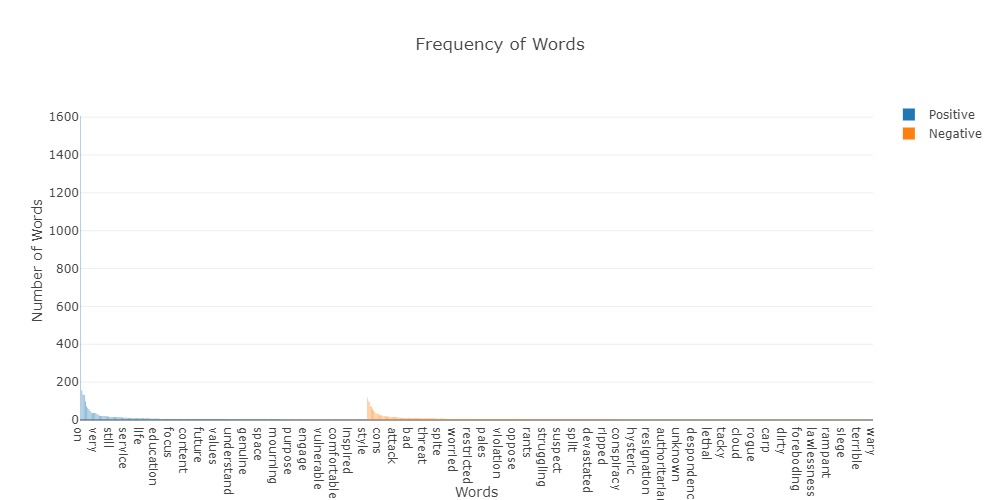 Frequency of Words
Positive
Negative
Number of Words
1600
1400
1200
1000
800
600
400
200
0
on
very
still
service
life
education
focus
content
future
values
understand
genuine
space
mourning
purpose
engage
vulnerable
comfortable
inspired
style
cons
attack
bad
threat
spite
worried
restricted
pales
violation
oppose
rants
struggling
suspect
split
devastated
ripped
conspiracy
hysteric
resignation
authoritaria
unknown
despondenc
lethal
tacky
cloud
rogue
carp
dirty
foreboding
lawlessness
rampant
siege
terrible
wary
Words